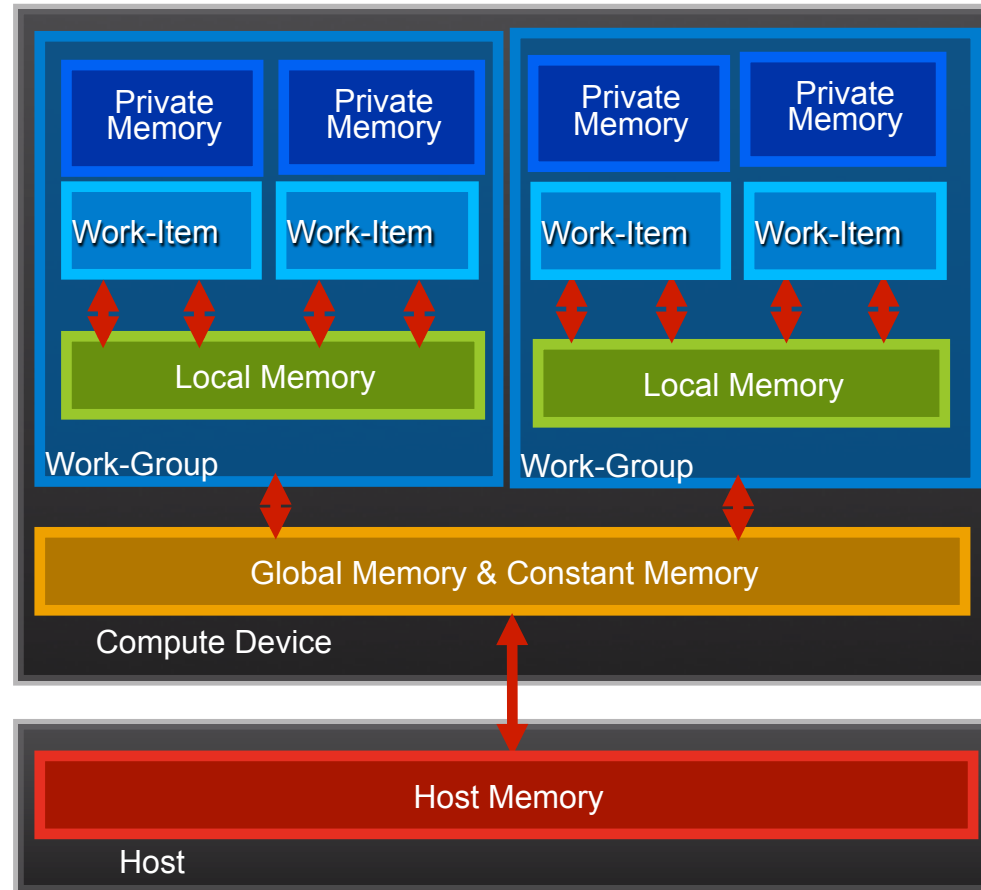 Private
Memory
Private
Memory
Private
Memory
Private
Memory
Work-Item
Work-Item
Work-Item
Work-Item
Local Memory
Local Memory
Work-Group
Work-Group
Global Memory & Constant Memory
Compute Device
Host Memory
Host